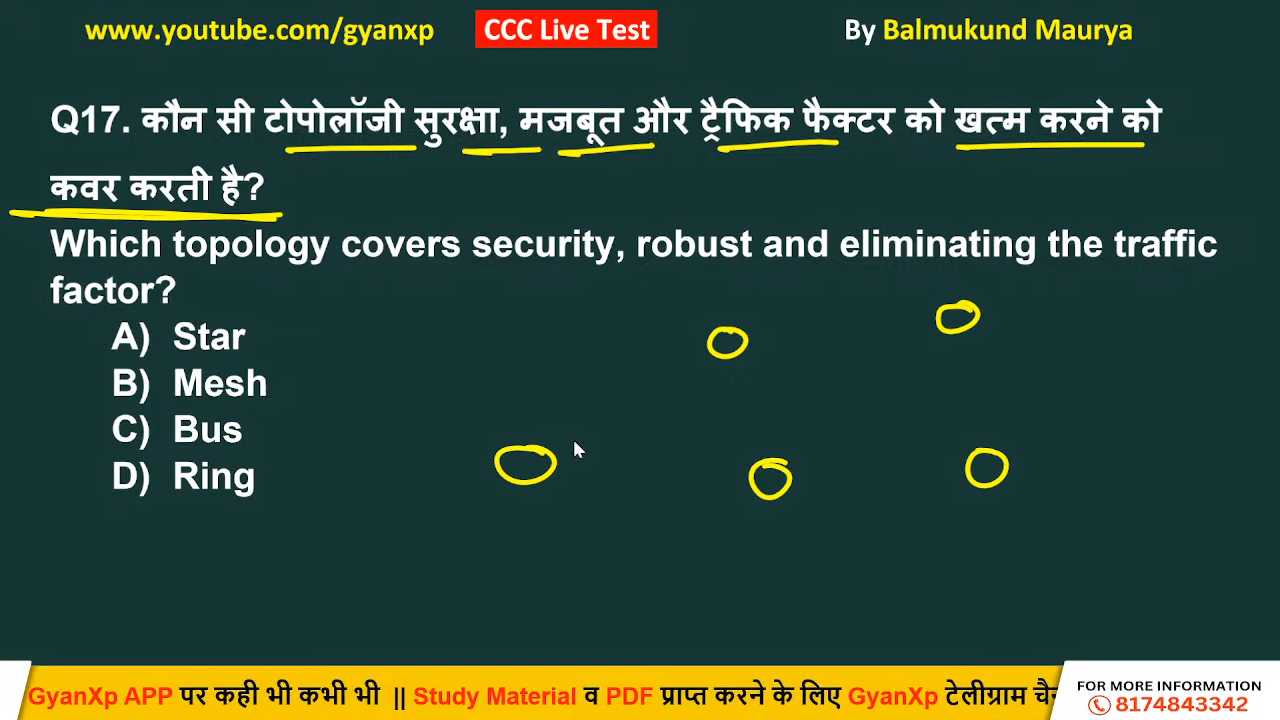 www.youtube.com/gyanxp CCC Live Test By Balmukund Maurya
Q17. कौन सी टोपोलॉजी सुरक्षा, मजबूत और ट्रैफिक फैक्टर को खत्म करने को
कवर करती है?
Which topology covers security, robust and eliminating the traffic
factor?
A) Star
B) Mesh
C) Bus
D) Ring
GyanXp APP पर कही भी कभी भी || Study Material व PDF प्राप्त करने के लिए GyanXp टेलीग्राम
FOR MORE INFORMATION
8174843342